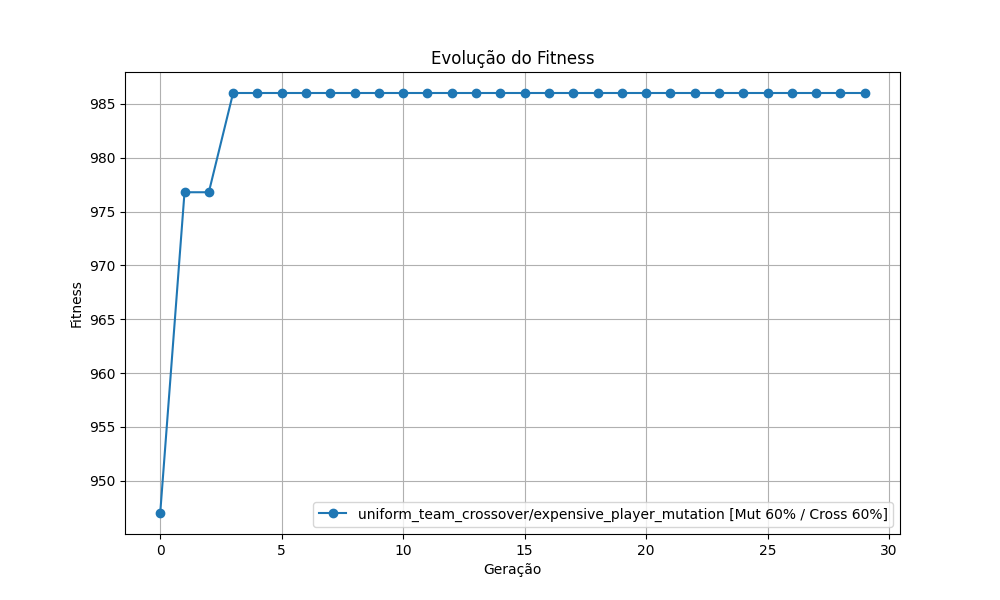 Evolução do Fitness
Fitness
985
980
975
970
965
960
955
950
uniform_team_crossover/expensive_player_mutation [Mut 60% / Cross 60%]
0 5 10 15 20 25 30
Geração